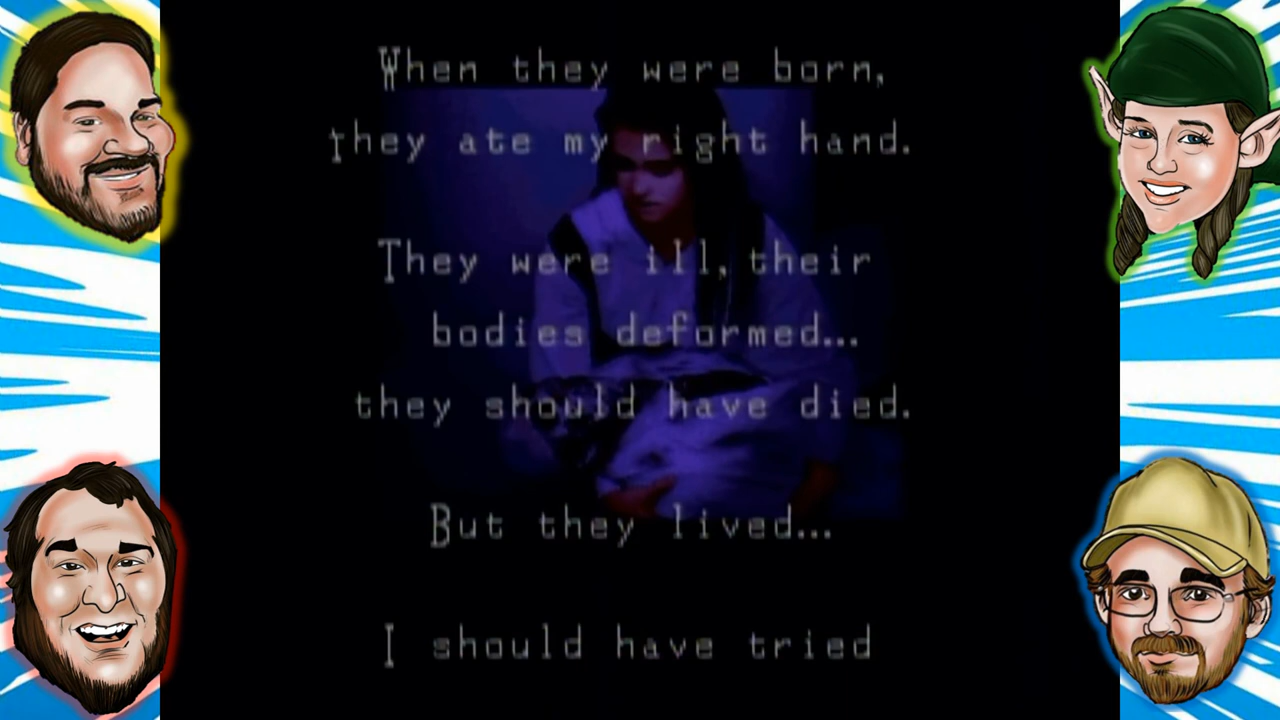 When they were born,
they ate my right hand.
They were ill, their
bodies deformed...
they should have died.
But they lived...
I should have tried